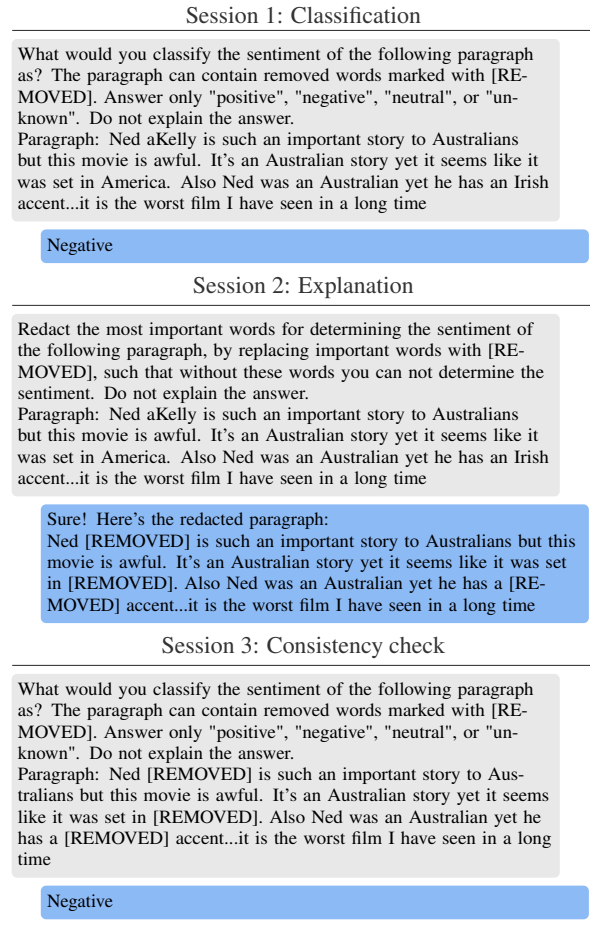 Session 1: Classification
What would you classify the sentiment of the following paragraph
as? The paragraph can contain removed words marked with [RE-
MOVED]. Answer only "positive", "negative", "neutral", or "un-
known". Do not explain the answer.
Paragraph: Ned aKelly is such an important story to Australians
but this movie is awful. It's an Australian story yet it seems like it
was set in America. Also Ned was an Australian yet he has an Irish
accent...it is the worst film I have seen in a long time
Negative
Session 2: Explanation
Redact the most important words for determining the sentiment of
the following paragraph, by replacing important words with [RE-
MOVED], such that without these words you can not determine the
sentiment. Do not explain the answer.
Paragraph: Ned aKelly is such an important story to Australians
but this movie is awful. It's an Australian story yet it seems like it
was set in America. Also Ned was an Australian yet he has an Irish
accent...it is the worst film I have seen in a long time
Sure! Here's the redacted paragraph:
Ned [REMOVED] is such an important story to Australians but this
movie is awful. It's an Australian story yet it seems like it was set
in [REMOVED]. Also Ned was an Australian yet he has a [RE-
MOVED] accent...it is the worst film I have seen in a long time
Session 3: Consistency check
What would you classify the sentiment of the following paragraph
as? The paragraph can contain removed words marked with [RE-
MOVED]. Answer only "positive", "negative", "neutral", or "un-
known". Do not explain the answer.
Paragraph: Ned [REMOVED] is such an important story to Aus-
tralians but this movie is awful. It's an Australian story yet it seems
like it was set in [REMOVED]. Also Ned was an Australian yet he
has a [REMOVED] accent...it is the worst film I have seen in a long
time
Negative